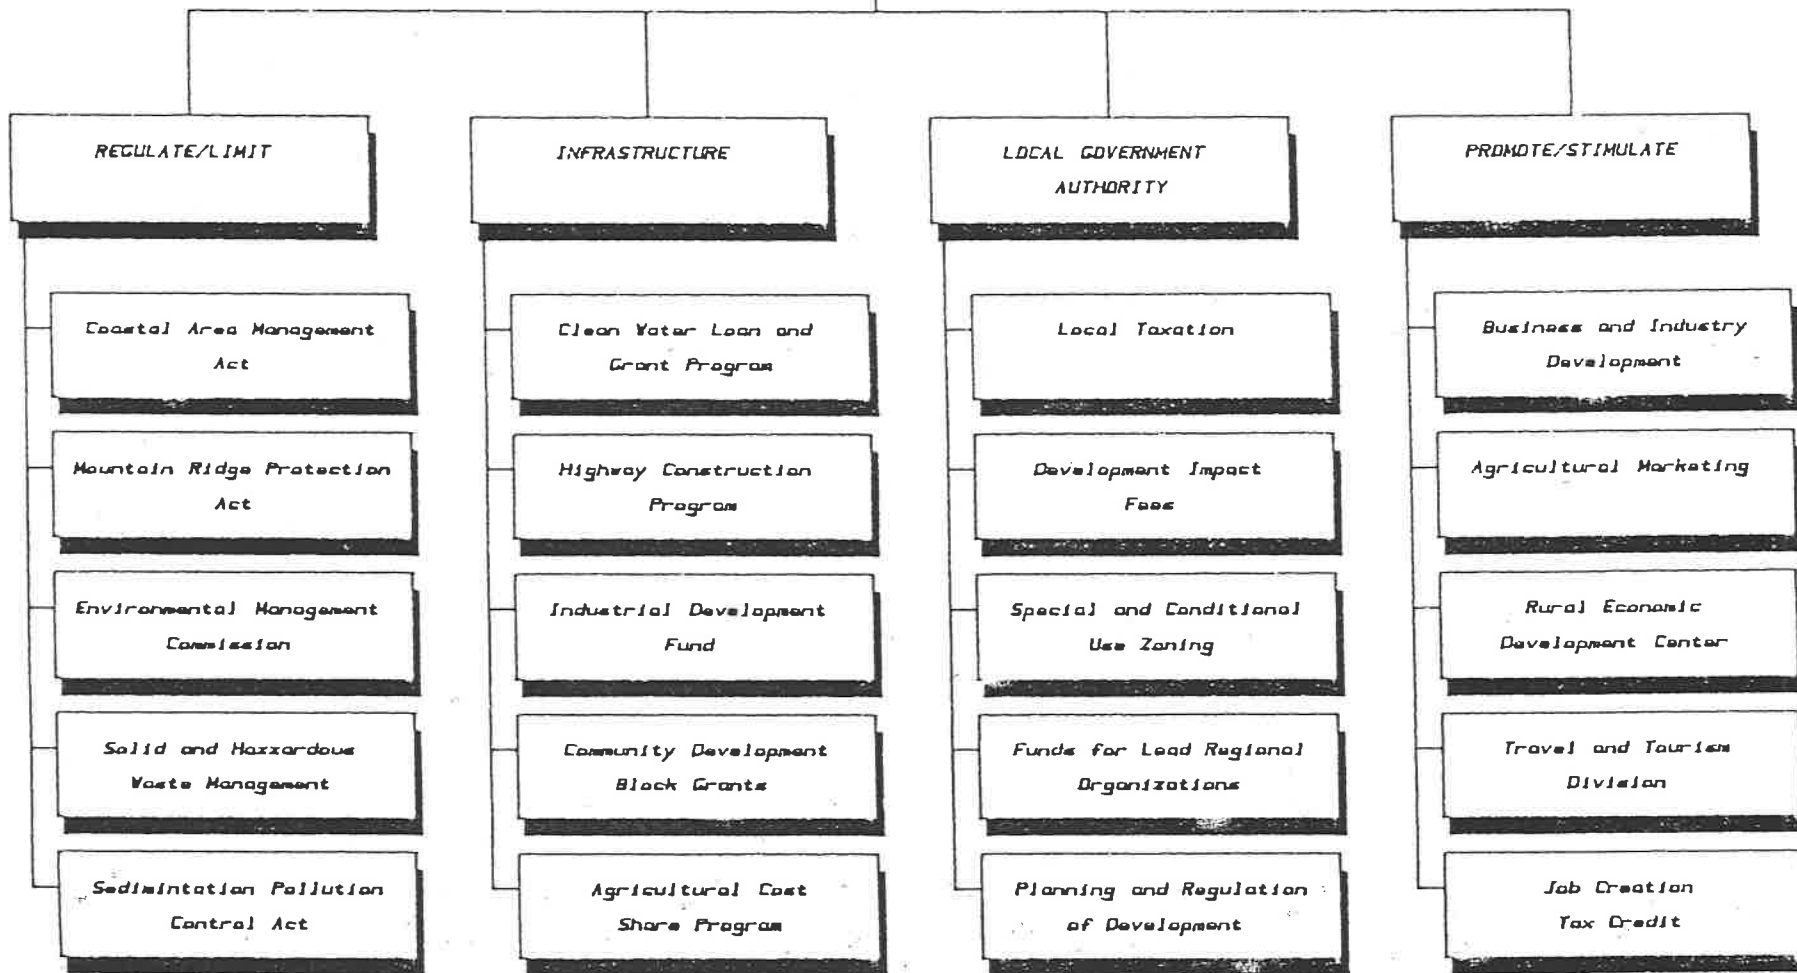 REGULATE/LIMIT
Coastal Area Management
Act
Mountain Ridge Protection
Act
Environmental Management
Commission
Solid and Hazzardous
Waste Management
Sedimintation Pollution
Control Act
INFRASTRUCTURE
Clean Water Loan and
Grant Program
Highway Construction
Program
Industrial Development
Fund
Community Development
Block Grants
Agricultural Cost
Share Program
LOCAL GOVERNMENT
AUTHORITY
Local Taxation
Development Impact
Fees
Special and Conditional
Use Zoning
Funds for Lead Regional
Organizations
Planning and Regulation
of Development
PROMOTE/STIMULATE
Business and Industry
Development
Agricultural Marketing
Rural Economic
Development Center
Travel and Tourism
Division
Job Creation
Tax Credit